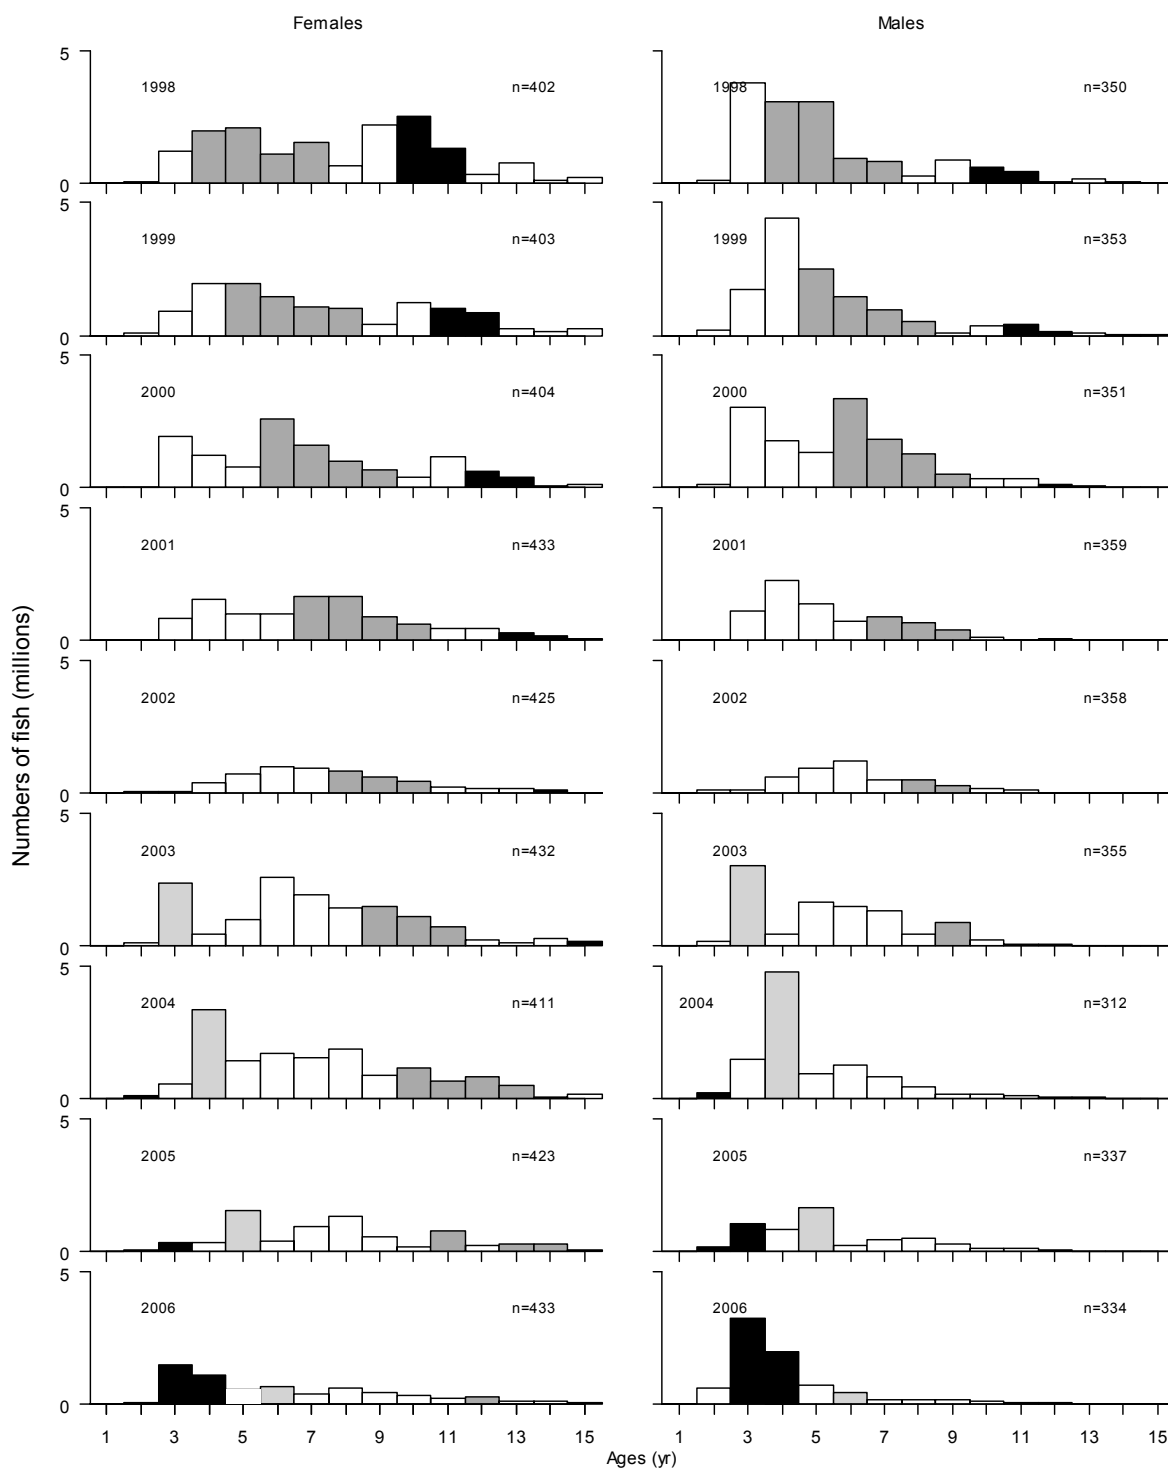 Females Males
5 1998 n=402 1998 n=350
0
5 1999 n=403 1999 n=353
0
5 2000 n=404 2000 n=351
0
5 2001 n=433 2001 n=359
0
5 2002 n=425 2002 n=358
0
5 2003 n=432 2003 n=355
0
5 2004 n=411 2004 n=312
0
5 2005 n=423 2005 n=337
0
5 2006 n=433 2006 n=334
0
Numbers of fish (millions)
1 3 5 7 9 11 13 15 1 3 5 7 9 11 13 15
Ages (yr)